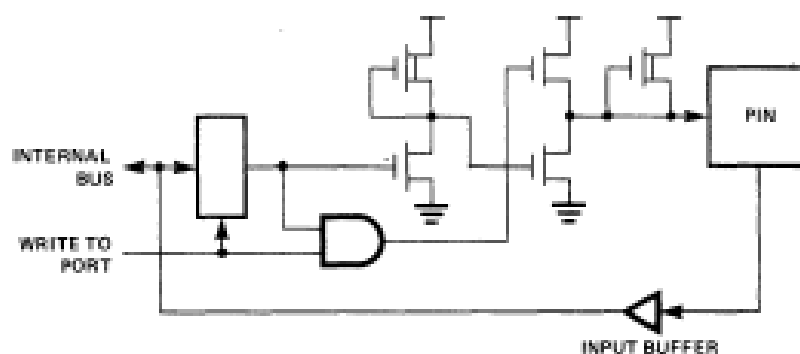 INTERNAL
BUS
WRITE TO
PORT
PIN
INPUT BUFFER